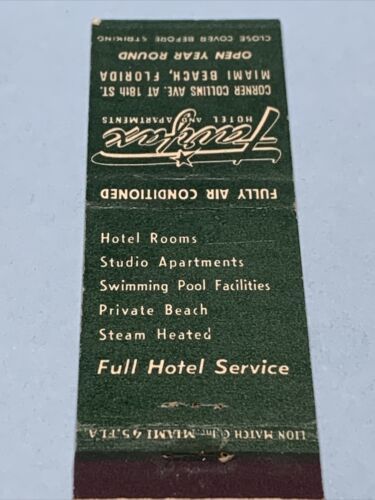 CLOSE COVER BEFORE STRIKING
OPEN YEAR ROUND
MIAMI BEACH, FLORIDA
CORNER COLLINS AVE. AT 18th ST.
HOTEL AND APARTMENTS
Fairfax
FULLY AIR CONDITIONED
Hotel Rooms
Studio Apartments
Swimming Pool Facilities
Private Beach
Steam Heated
Full Hotel Service
LION MATCH C. Inc. MIAMI 45, FLA.